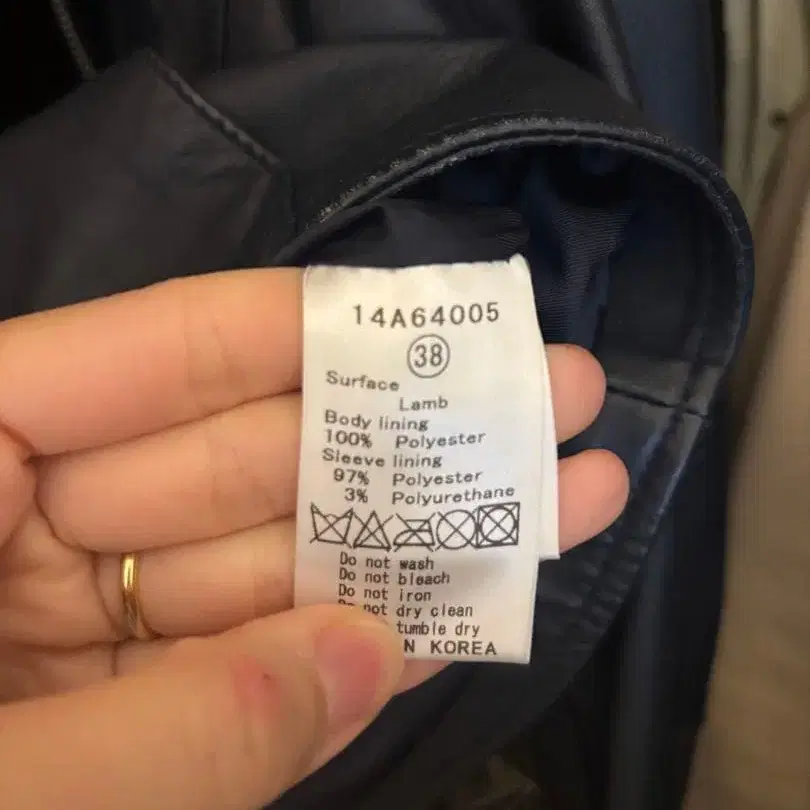 14A64005
38
Surface
Lamb
Body lining
100% Polyester
Sleeve lining
97% Polyester
3% Polyurethane
Do not wash
Do not bleach
Do not iron
not dry clean
tumble dry
KOREA